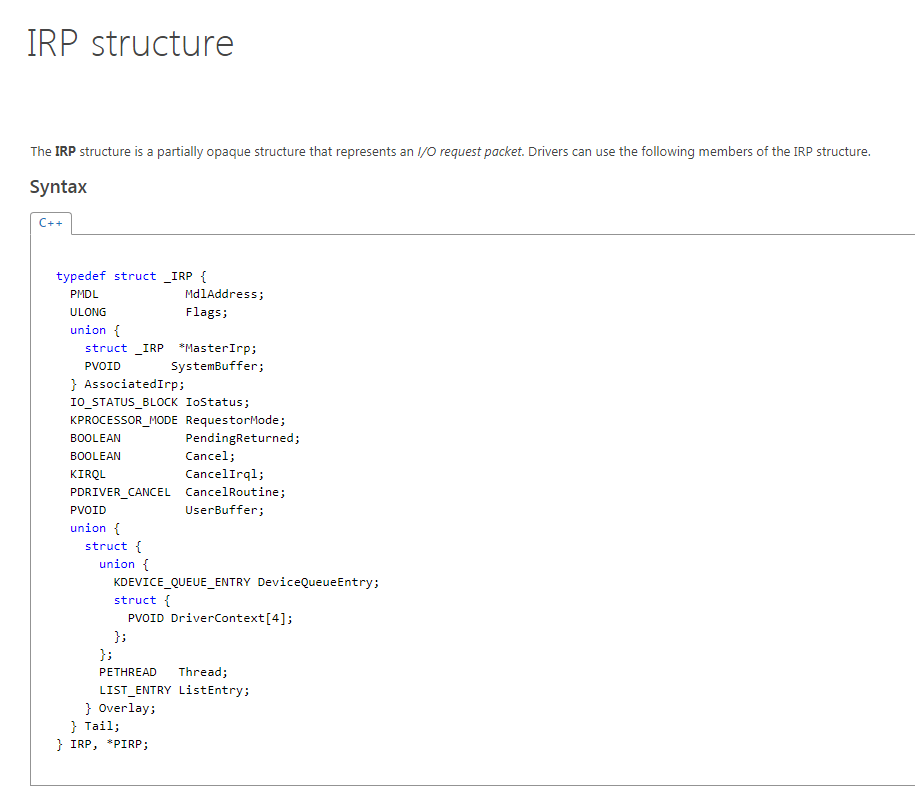 IRP structure
The IRP structure is a partially opaque structure that represents an I/O request packet. Drivers can use the following members of the IRP structure.
Syntax
C++
typedef struct _IRP {
  PMDL            MdlAddress;
  ULONG           Flags;
  union {
    struct _IRP  *MasterIrp;
    PVOID       SystemBuffer;
  } AssociatedIrp;
  IO_STATUS_BLOCK IoStatus;
  KPROCESSOR_MODE RequestorMode;
  BOOLEAN         PendingReturned;
  BOOLEAN         Cancel;
  KIRQL           CancelIrql;
  PDRIVER_CANCEL  CancelRoutine;
  PVOID           UserBuffer;
  union {
    struct {
      union {
        KDEVICE_QUEUE_ENTRY DeviceQueueEntry;
        struct {
          PVOID DriverContext[4];
        };
      };
      PETHREAD   Thread;
      LIST_ENTRY ListEntry;
    } Overlay;
  } Tail;
} IRP, *PIRP;